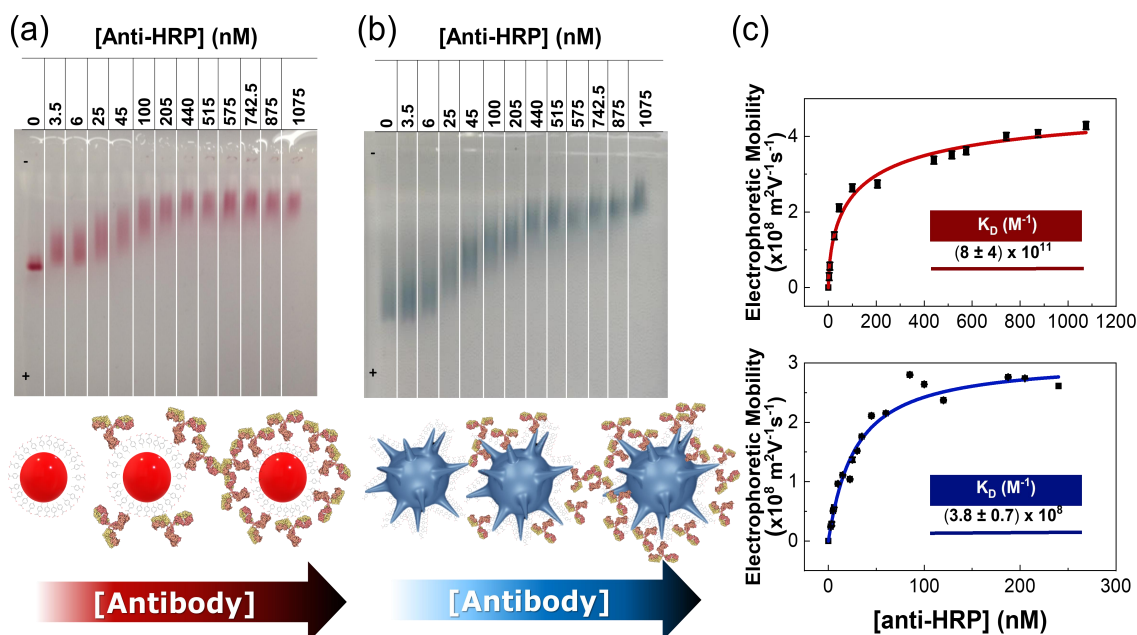 (a)
[Anti-HRP] (nM)
0 3.5 6 25 45 100 205 440 515 575 742.5 875 1075
-
+
[Antibody]
(b)
[Anti-HRP] (nM)
0 3.5 6 25 45 100 205 440 515 575 742.5 875 1075
-
+
[Antibody]
(c)
Electrophoretic Mobility
(x10⁸ m²V⁻¹s⁻¹)
4
2
0
K_D (M⁻¹)
(8 ± 4) x 10¹¹
0 200 400 600 800 1000 1200
Electrophoretic Mobility
(x10⁸ m²V⁻¹s⁻¹)
3
2
1
0
K_D (M⁻¹)
(3.8 ± 0.7) x 10⁸
0 100 200 300
[anti-HRP] (nM)